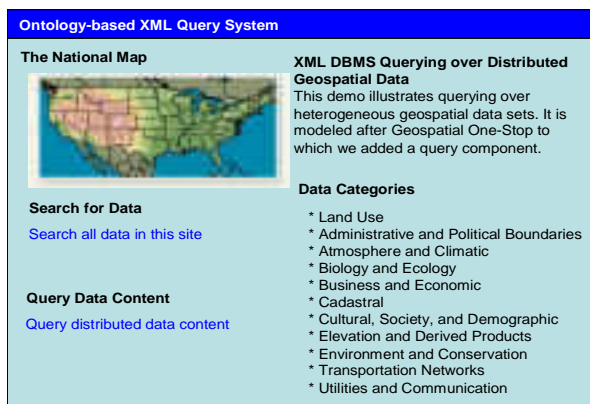 Ontology-based XML Query System
The National Map
Search for Data
Search all data in this site
Query Data Content
Query distributed data content
XML DBMS Querying over Distributed
Geospatial Data
This demo illustrates querying over
heterogeneous geospatial data sets. It is
modeled after Geospatial One-Stop to
which we added a query component.
Data Categories
* Land Use
* Administrative and Political Boundaries
* Atmosphere and Climatic
* Biology and Ecology
* Business and Economic
* Cadastral
* Cultural, Society, and Demographic
* Elevation and Derived Products
* Environment and Conservation
* Transportation Networks
* Utilities and Communication